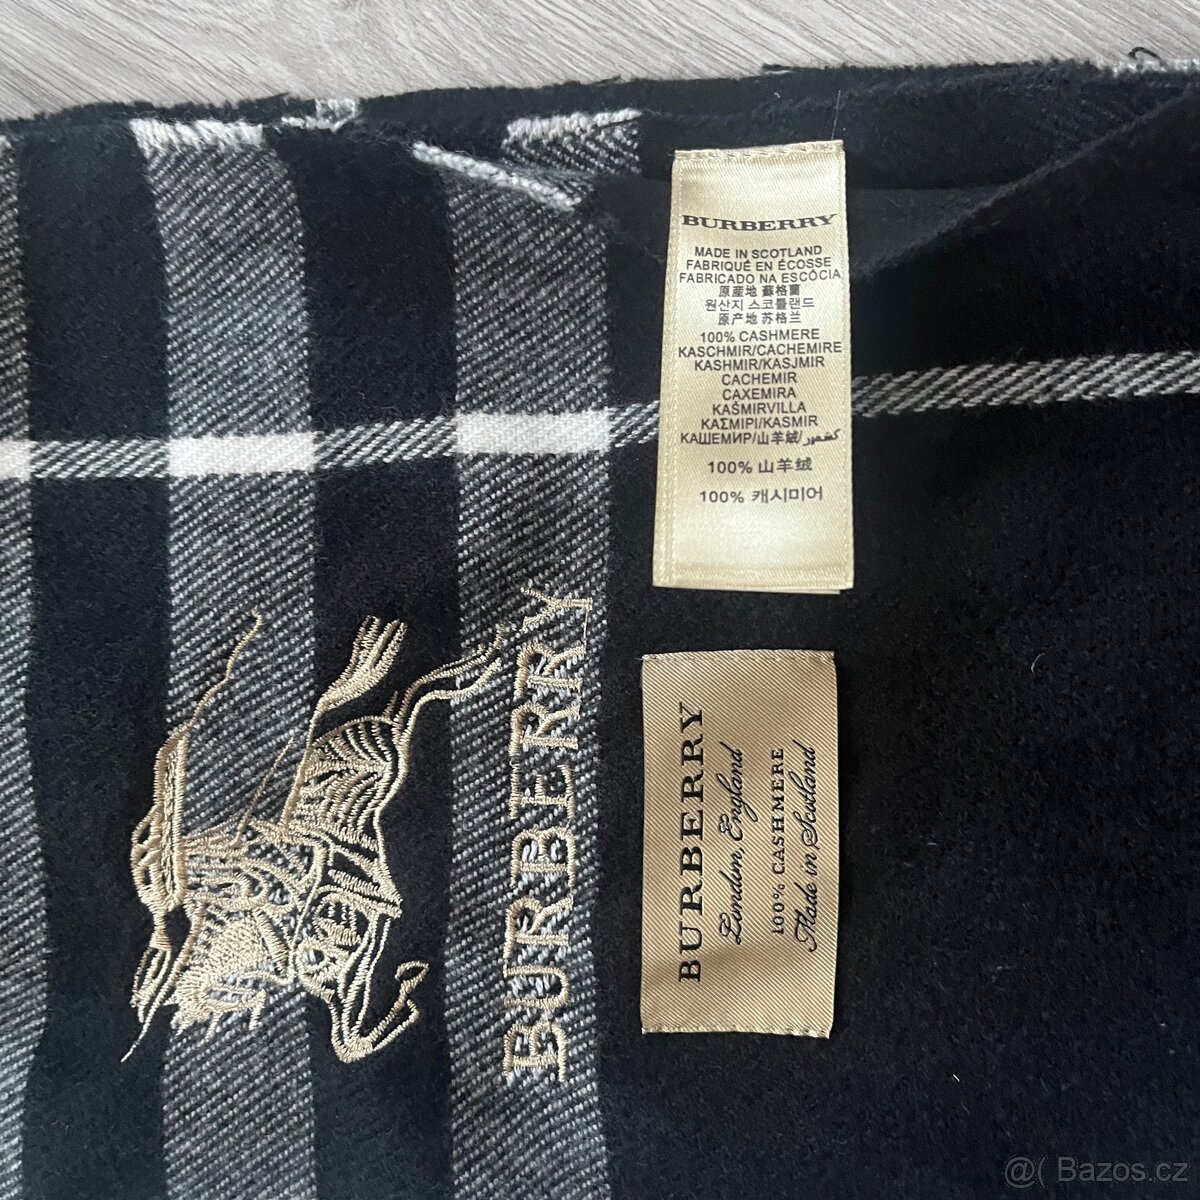 BURBERRY
MADE IN SCOTLAND
FABRIQUÉ EN ÉCOSSE
FABRICADO NA ESCÓCIA
原産地 蘇格蘭
원산지 스코틀랜드
原产地 苏格兰
100% CASHMERE
KASCHMIR/CACHEMIRE
KASHMIR/KASJMIR
CACHEMIR
CAXEMIRA
KAŚMIRVILLA
ΚΑΣΜΙΡΙ/KASMIR
КАШЕМИР/山羊绒/كشمير
100% 山羊绒
100% 캐시미어
BURBERRY
BURBERRY
London, England
100% CASHMERE
Made in Scotland
@( Bazos.cz